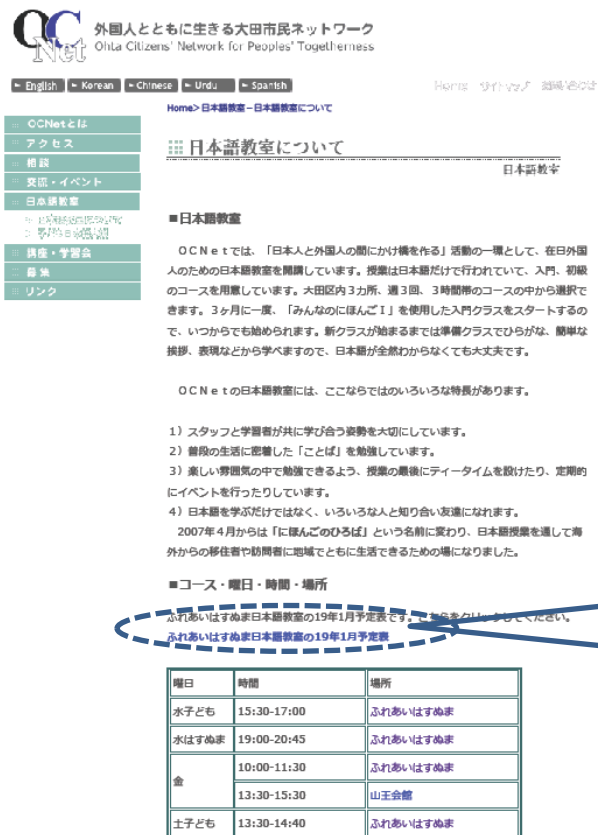 OCNet
外国人とともに生きる大田市民ネットワーク
Ohta Citizens' Network for Peoples' Togetherness
English Korean Chinese Urdu Spanish
Home サイトマップ
Home>日本語教室－日本語教室について
OCNetとは
アクセス
相談
交流・イベント
日本語教室
講座・学習会
募集
リンク
日本語教室について
日本語教室
■日本語教室
ＯＣＮｅｔでは、「日本人と外国人の間にかけ橋を作る」活動の一環として、在日外国
人のための日本語教室を開講しています。授業は日本語だけで行われていて、入門、初級
のコースを用意しています。大田区内３カ所、週３回、３時間帯のコースの中から選択で
きます。３ヶ月に一度、「みんなのにほんごⅠ」を使用した入門クラスをスタートするの
で、いつからでも始められます。新クラスが始まるまでは準備クラスでひらがな、簡単な
挨拶、表現などから学べますので、日本語が全然わからなくても大丈夫です。
ＯＣＮｅｔの日本語教室には、ここならではのいろいろな特長があります。
１）スタッフと学習者が共に学び合う姿勢を大切にしています。
２）普段の生活に密着した「ことば」を勉強しています。
３）楽しい雰囲気の中で勉強できるよう、授業の最後にティータイムを設けたり、定期的
にイベントを行ったりしています。
４）日本語を学ぶだけではなく、いろいろな人と知り合い友達になれます。
2007年４月からは「にほんごのひろば」という名前に変わり、日本語授業を通して海
外からの移住者や訪問者に地域でともに生活できるための場になりました。
■コース・曜日・時間・場所
ふれあいはすぬま日本語教室の19年1月予定表です。こちらをクリックしてください。
ふれあいはすぬま日本語教室の19年1月予定表
曜日 時間 場所
水子ども 15:30-17:00 ふれあいはすぬま
水はすぬま 19:00-20:45 ふれあいはすぬま
金 10:00-11:30 ふれあいはすぬま
13:30-15:30 山王会館
土子ども 13:30-14:40 ふれあいはすぬま